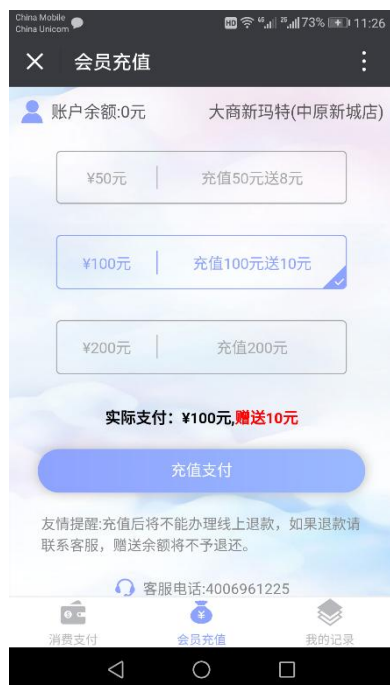 China Mobile
China Unicom
HD 46 26 73% 11:26
会员充值
账户余额:0元 大商新玛特(中原新城店)
¥50元 充值50元送8元
¥100元 充值100元送10元
¥200元 充值200元
实际支付：¥100元,赠送10元
充值支付
友情提醒:充值后将不能办理线上退款，如果退款请
联系客服，赠送余额将不予退还。
客服电话:4006961225
消费支付 会员充值 我的记录